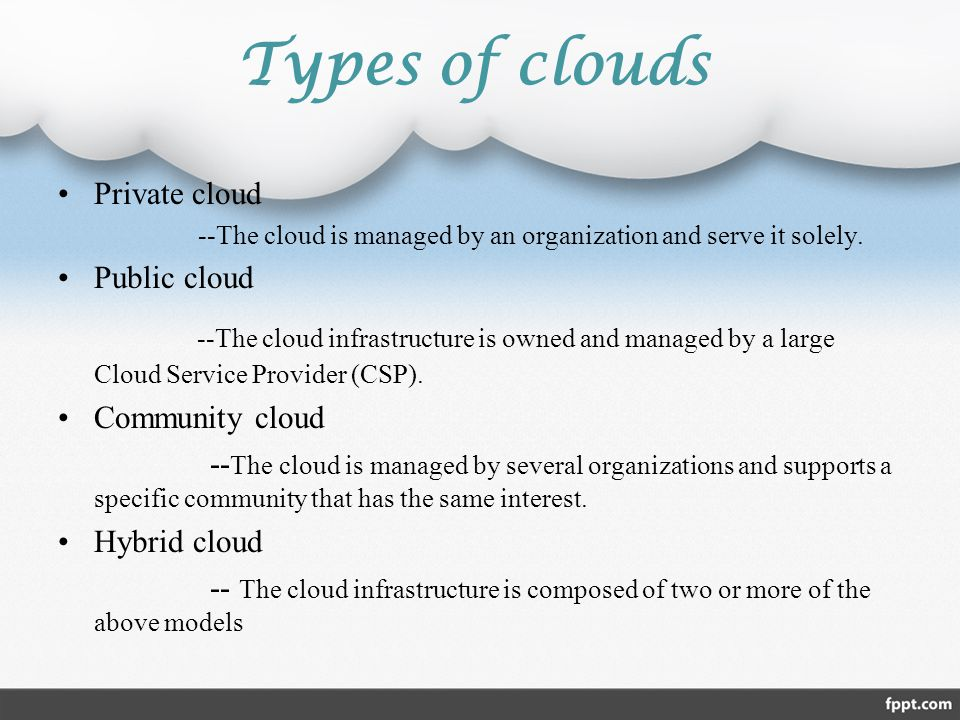 Types of clouds
• Private cloud
--The cloud is managed by an organization and serve it solely.
• Public cloud
--The cloud infrastructure is owned and managed by a large
Cloud Service Provider (CSP).
• Community cloud
--The cloud is managed by several organizations and supports a
specific community that has the same interest.
• Hybrid cloud
-- The cloud infrastructure is composed of two or more of the
above models
fppt.com